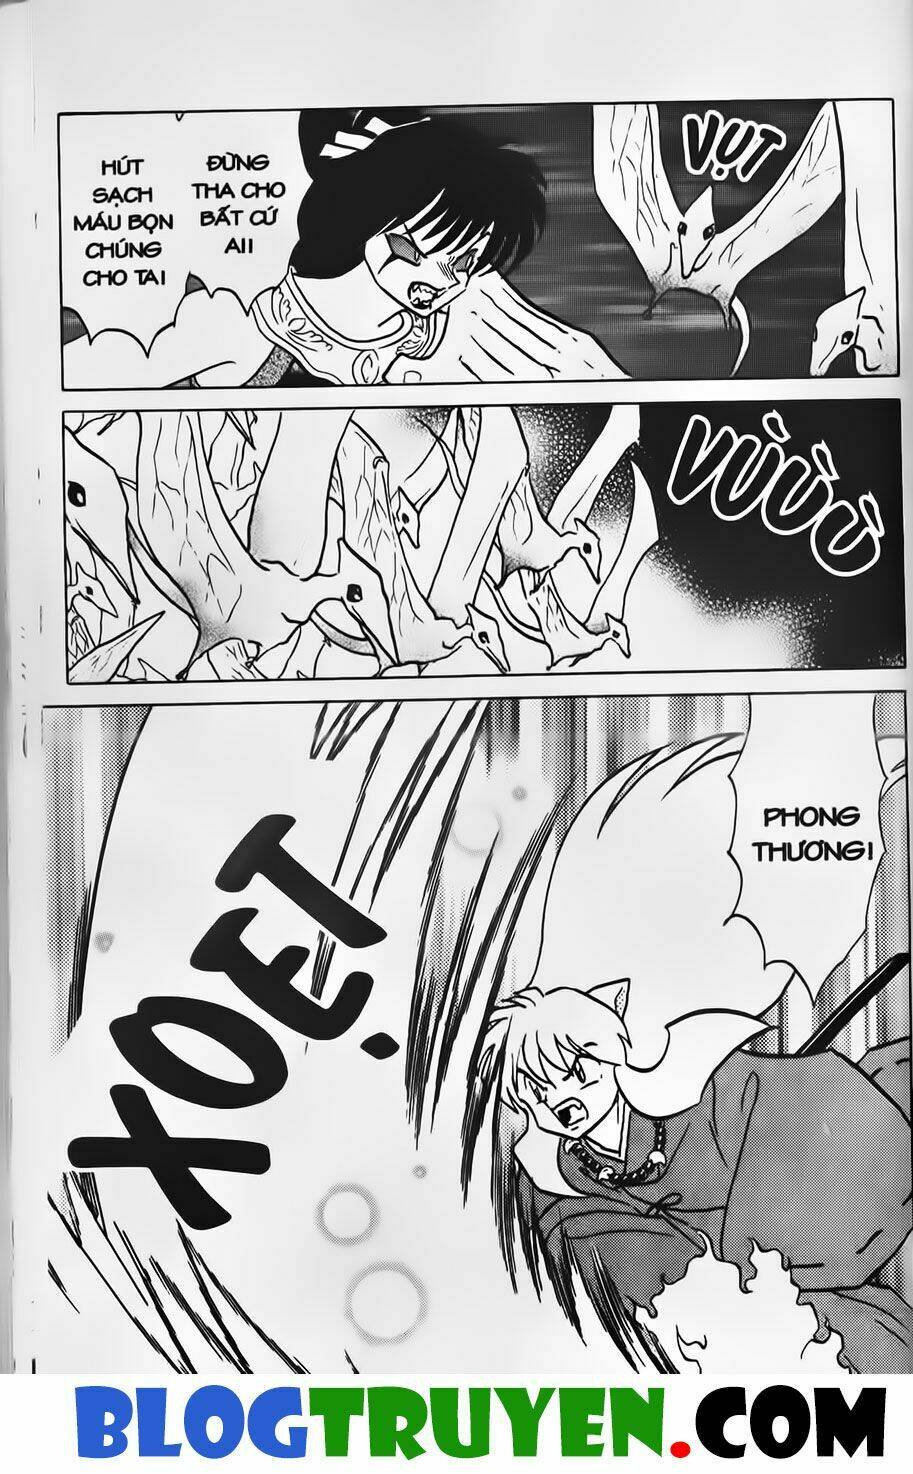 ĐỪNG
THA CHO
BẤT CỨ
AI!
HÚT
SẠCH
MÁU BỌN
CHÚNG
CHO TA!
VỤT
VÙÙÙ
PHONG
THƯƠNG!
XOẸT
BLOGTRUYEN.COM